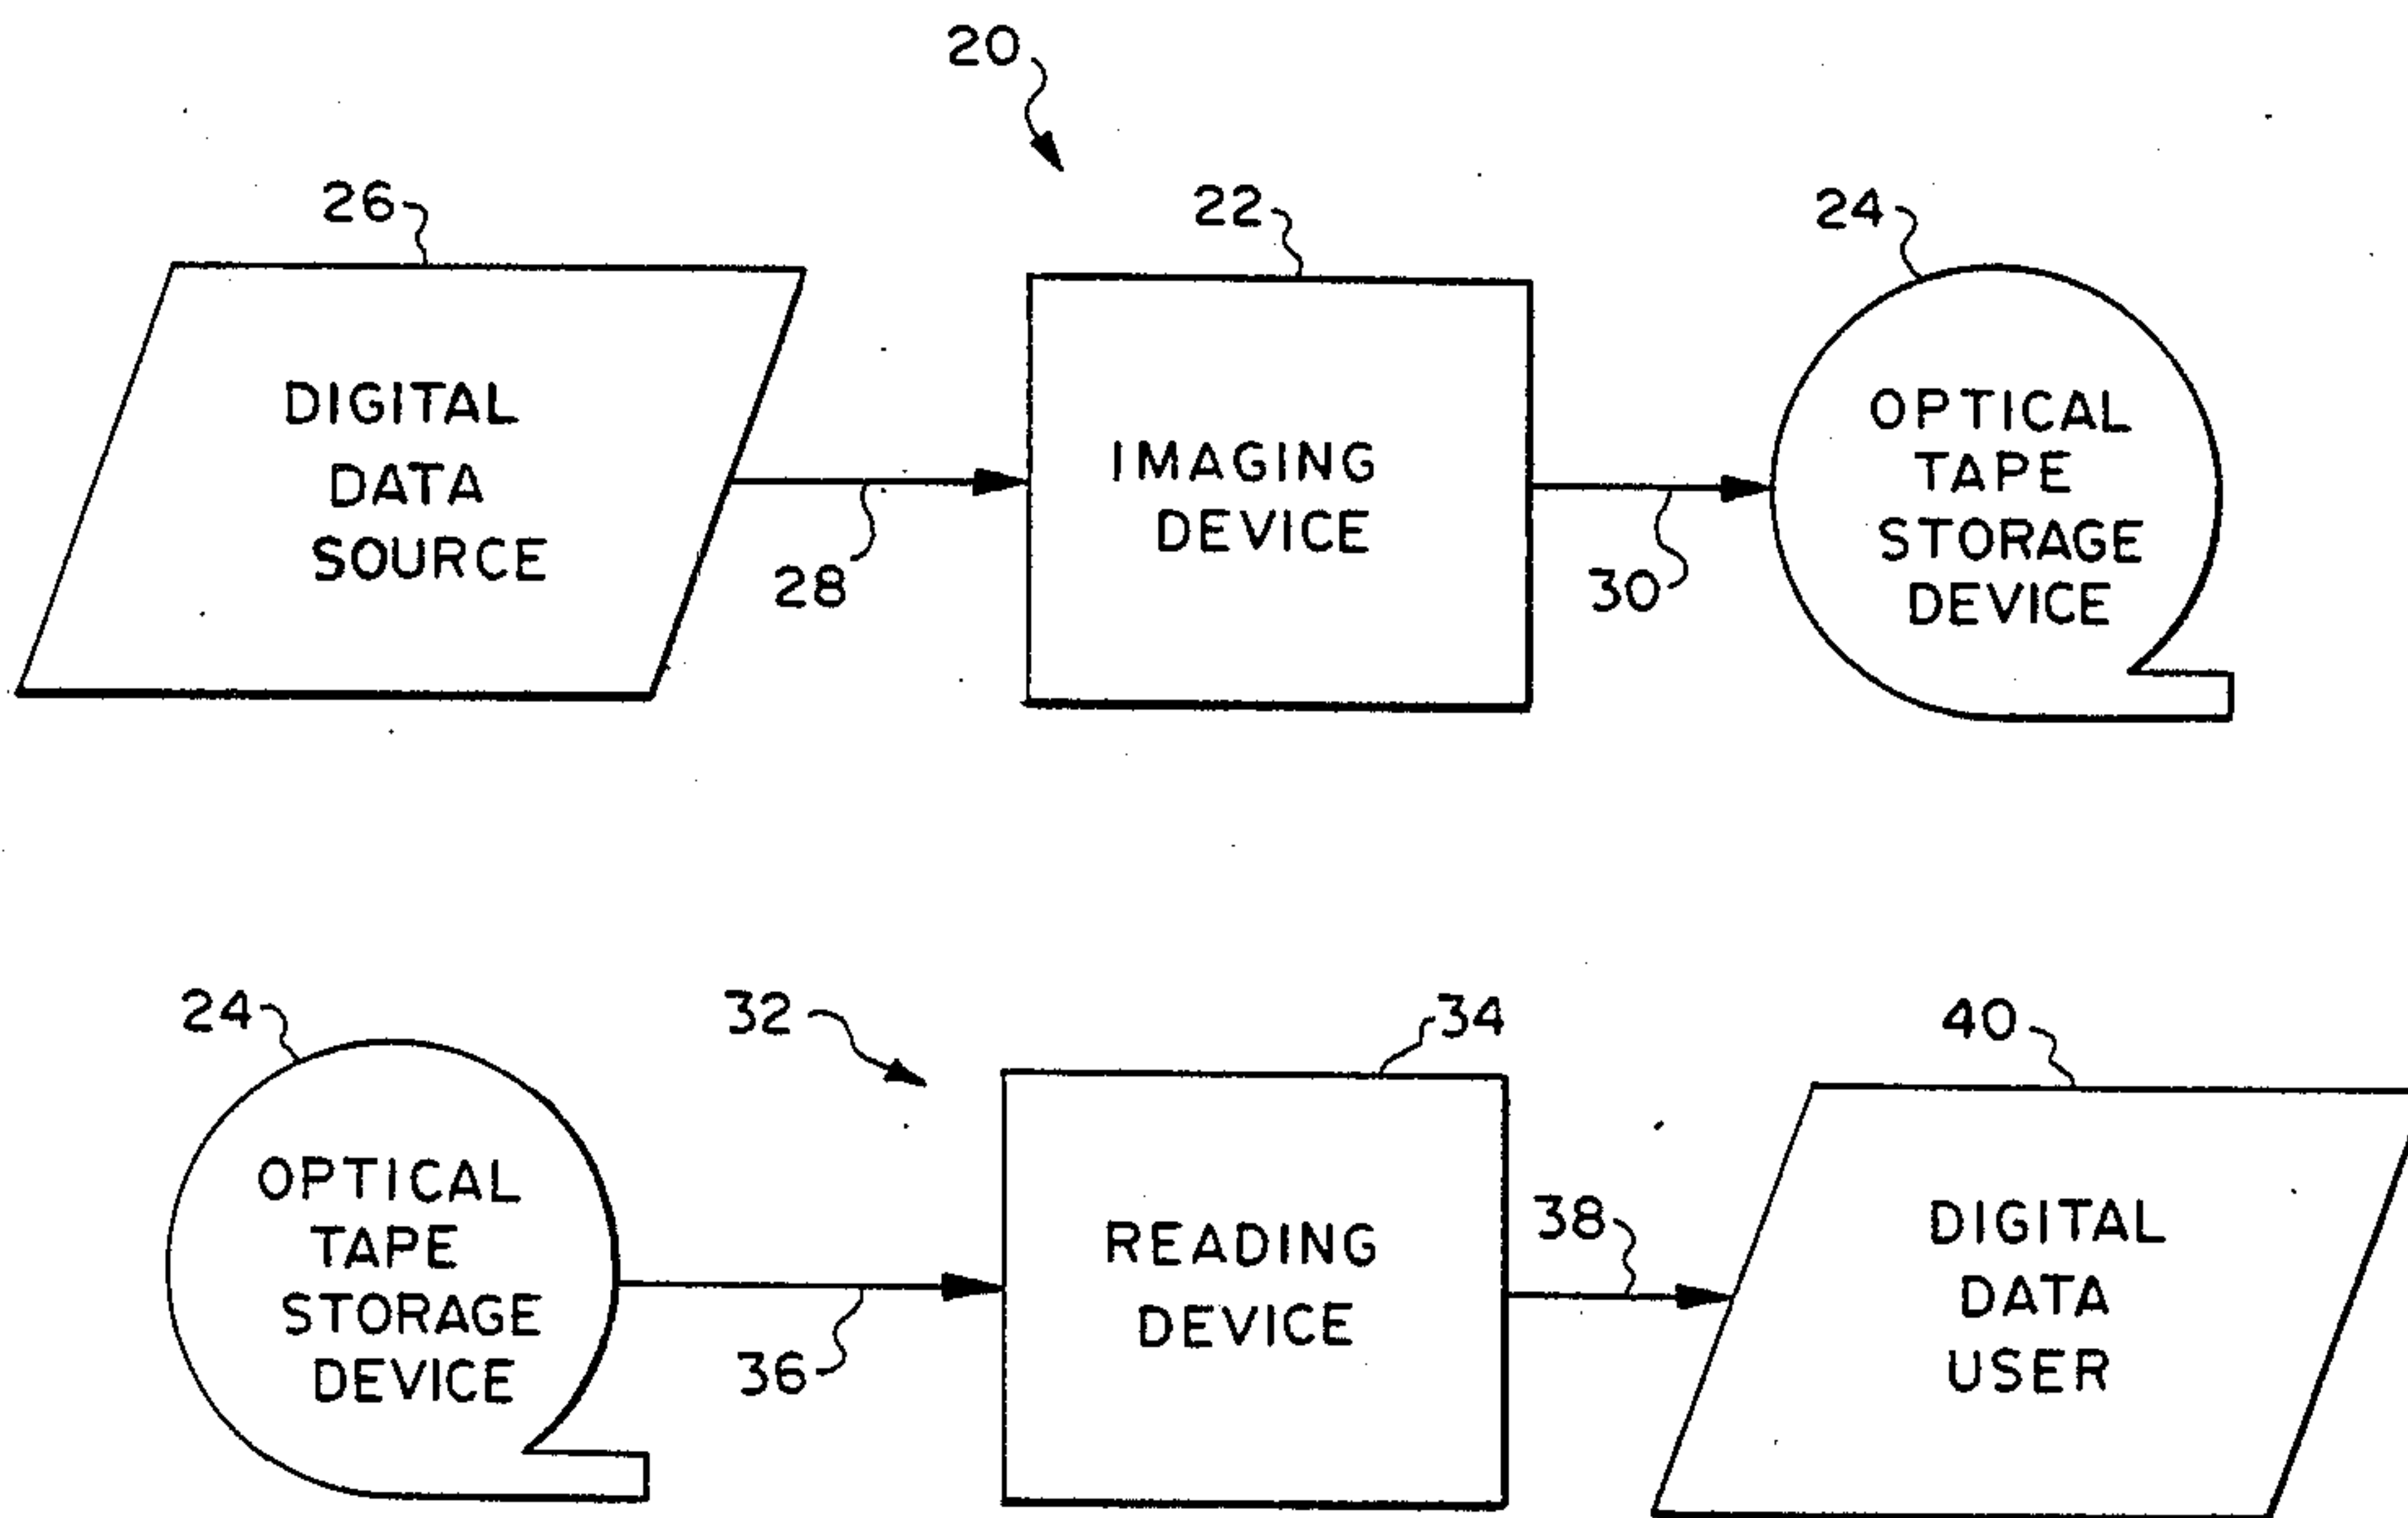 20
26
22
24
DIGITAL
DATA
SOURCE
28
IMAGING
DEVICE
30
OPTICAL
TAPE
STORAGE
DEVICE
24
32
34
40
OPTICAL
TAPE
STORAGE
DEVICE
36
READING
DEVICE
38
DIGITAL
DATA
USER